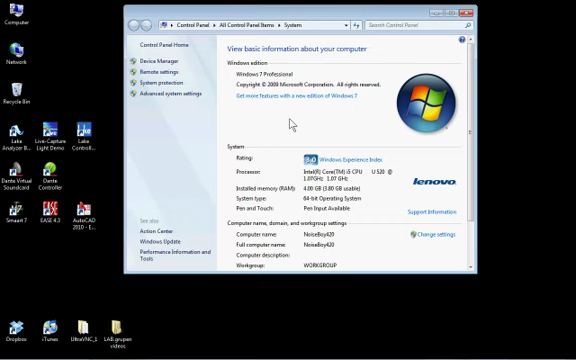 Control Panel
All Control Panel Items
System
Search Control Panel
Control Panel Home
Device Manager
Remote settings
System protection
Advanced system settings
See also
Action Center
Windows Update
Performance Information and
Tools
View basic information about your computer
Windows edition
Windows 7 Professional
Copyright © 2009 Microsoft Corporation. All rights reserved.
Get more features with a new edition of Windows 7
System
Rating:
3.0 Windows Experience Index
Processor:
Intel(R) Core(TM) i5 CPU U 520 @
1.07GHz 1.07 GHz
Installed memory (RAM):
4.00 GB (3.80 GB usable)
System type:
64-bit Operating System
Pen and Touch:
Pen Input Available
lenovo
Support Information
Computer name, domain, and workgroup settings
Computer name:
NoiseBoy420
Change settings
Full computer name:
NoiseBoy420
Computer description:
Workgroup:
WORKGROUP
Computer
Network
Recycle Bin
Lake
Analyzer B...
Live-Capture
Light Demo
Lake
Controll...
Dante Virtual
Soundcard
Dante
Controller
Smaart 7
EASE 4.3
AutoCAD
2010 - E...
Dropbox
iTunes
UltraVNC_1
LAB.grupen
videos